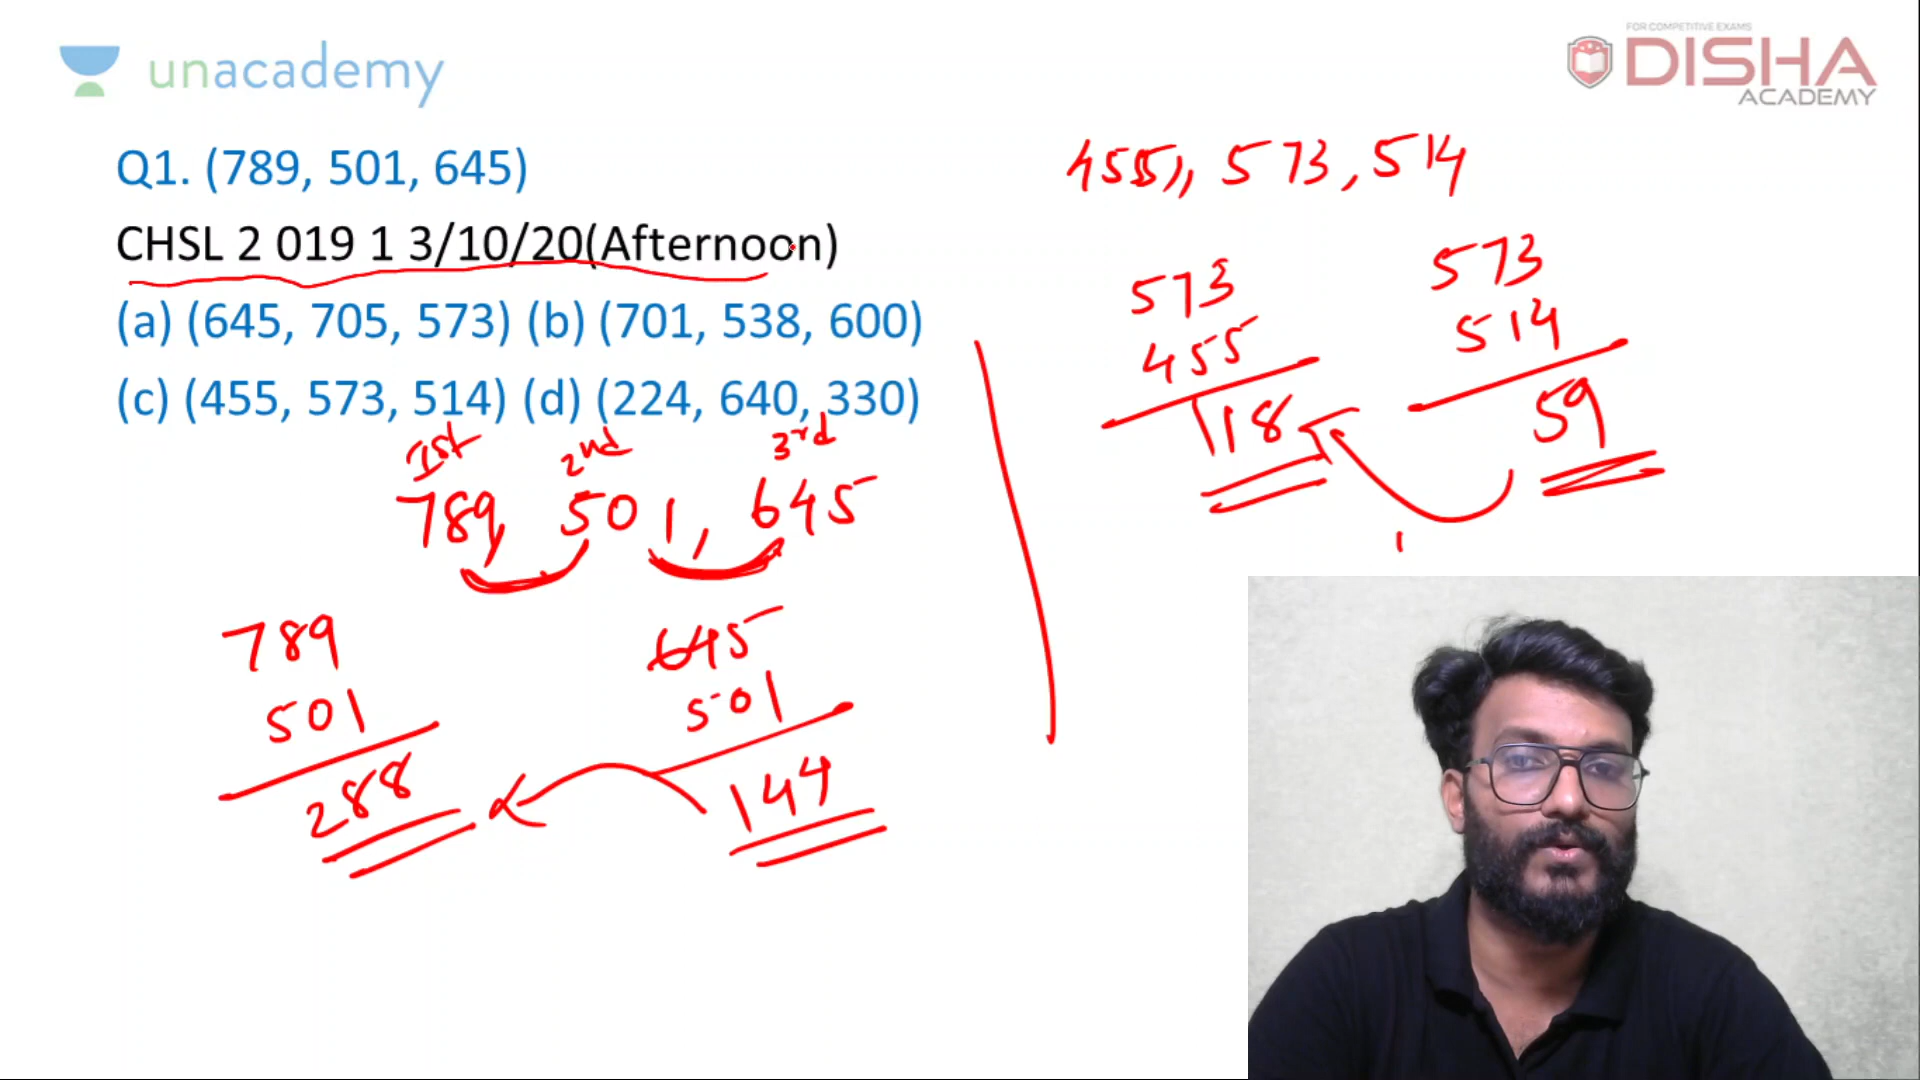 unacademy
FOR COMPETITIVE EXAMS
DISHA
ACADEMY
Q1. (789, 501, 645)
CHSL 2 019 1 3/10/20(Afternoon)
(a) (645, 705, 573) (b) (701, 538, 600)
(c) (455, 573, 514) (d) (224, 640, 330)
Ist 2nd 3rd
789, 501, 645
789
501
288
645
501
144
455, 573, 514
573
455
118
573
514
59